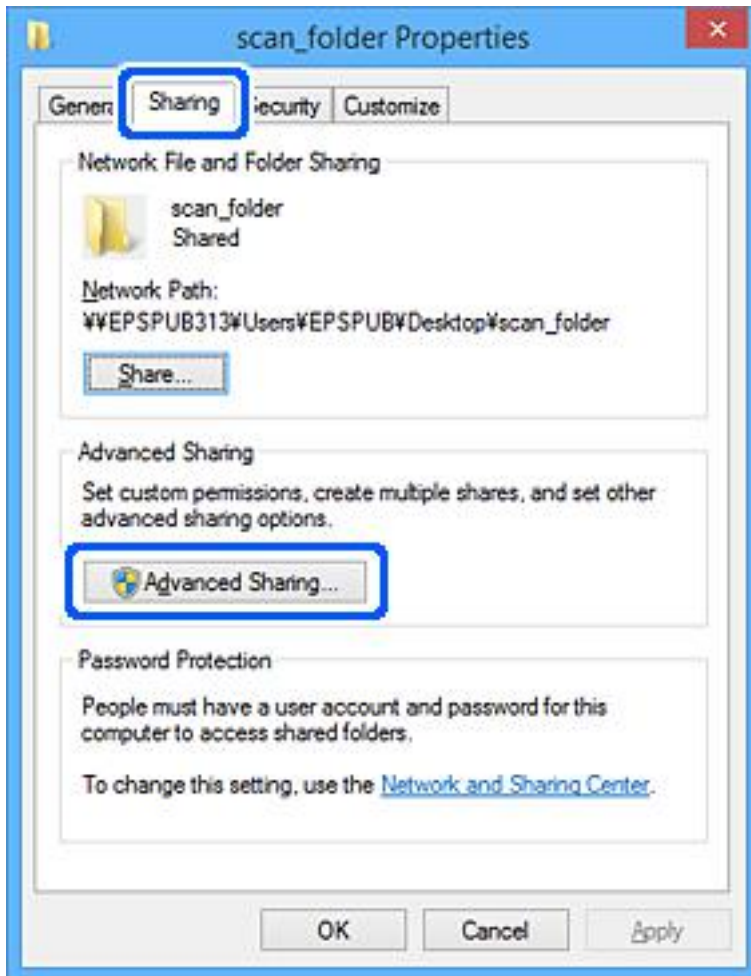 scan_folder Properties
General Sharing Security Customize
Network File and Folder Sharing
scan_folder
Shared
Network Path:
¥¥EPSPUB313¥Users¥EPSPUB¥Desktop¥scan_folder
Share...
Advanced Sharing
Set custom permissions, create multiple shares, and set other
advanced sharing options.
Advanced Sharing...
Password Protection
People must have a user account and password for this
computer to access shared folders.
To change this setting, use the Network and Sharing Center.
OK Cancel Apply